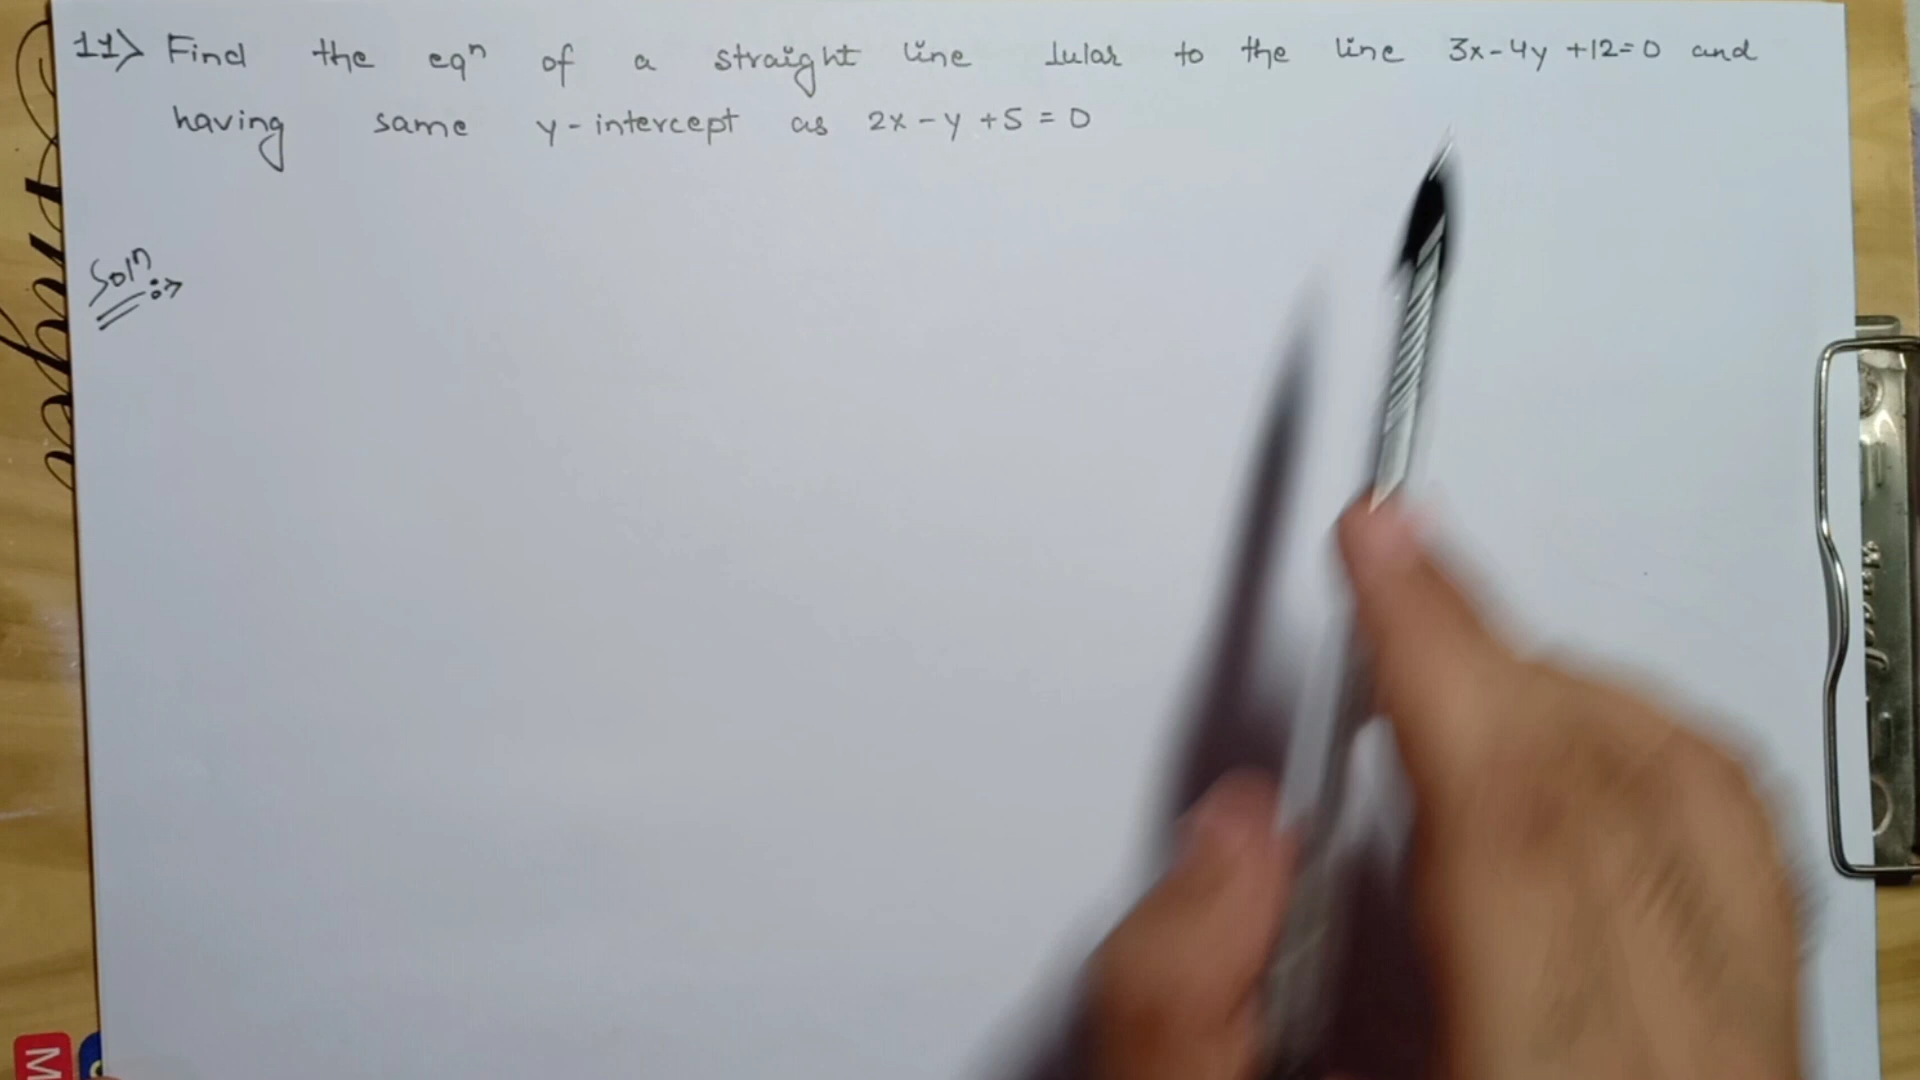 11) Find the eqⁿ of a straight line ⊥ular to the line 3x-4y +12=0 and
having same y-intercept as 2x-y+5=0
Solⁿ :→
M